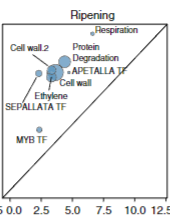 Ripening
Respiration
Cell wall.2
Protein
Degradation
APETALLA TF
Cell wall
Ethylene
SEPALLATA TF
MYB TF
0.0 2.5 5.0 7.5 10.0 12.5